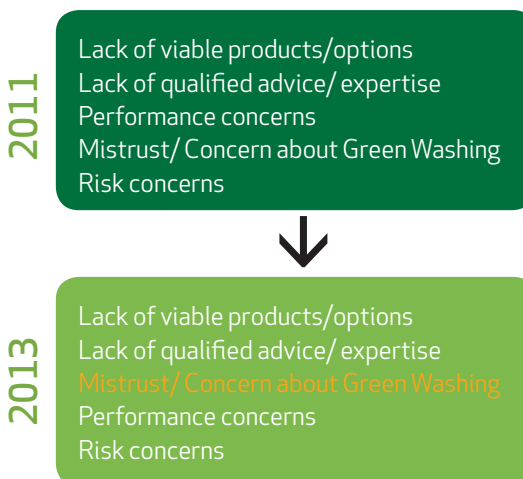 2011
Lack of viable products/options
Lack of qualified advice/ expertise
Performance concerns
Mistrust/ Concern about Green Washing
Risk concerns
2013
Lack of viable products/options
Lack of qualified advice/ expertise
Mistrust/ Concern about Green Washing
Performance concerns
Risk concerns